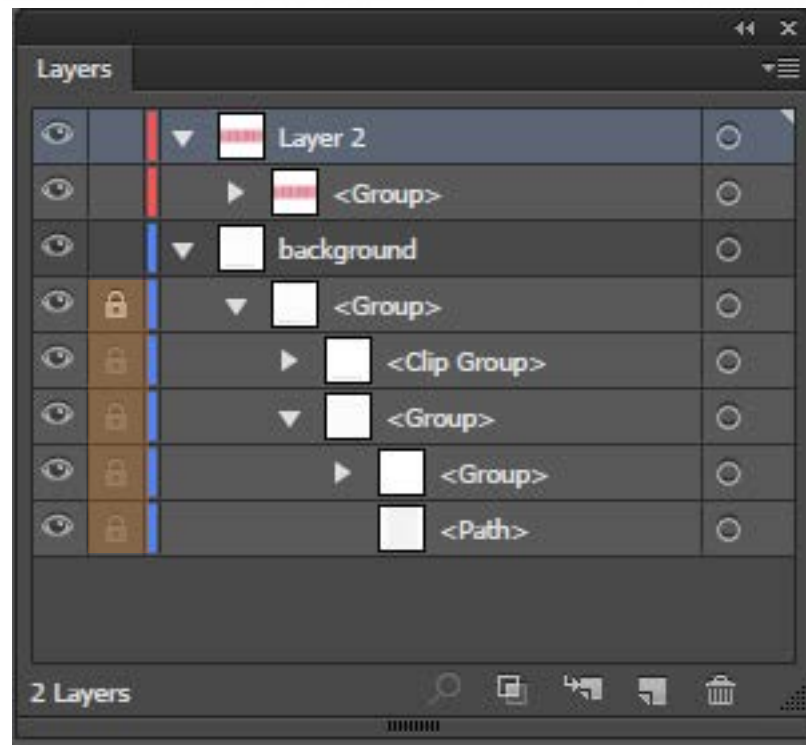 Layers
Layer 2
<Group>
background
<Group>
<Clip Group>
<Group>
<Group>
<Path>
2 Layers